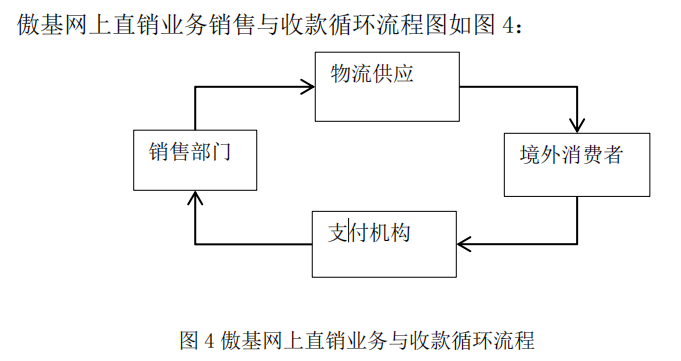 傲基网上直销业务销售与收款循环流程图如图 4：
物流供应
销售部门
境外消费者
支付机构
图 4 傲基网上直销业务与收款循环流程